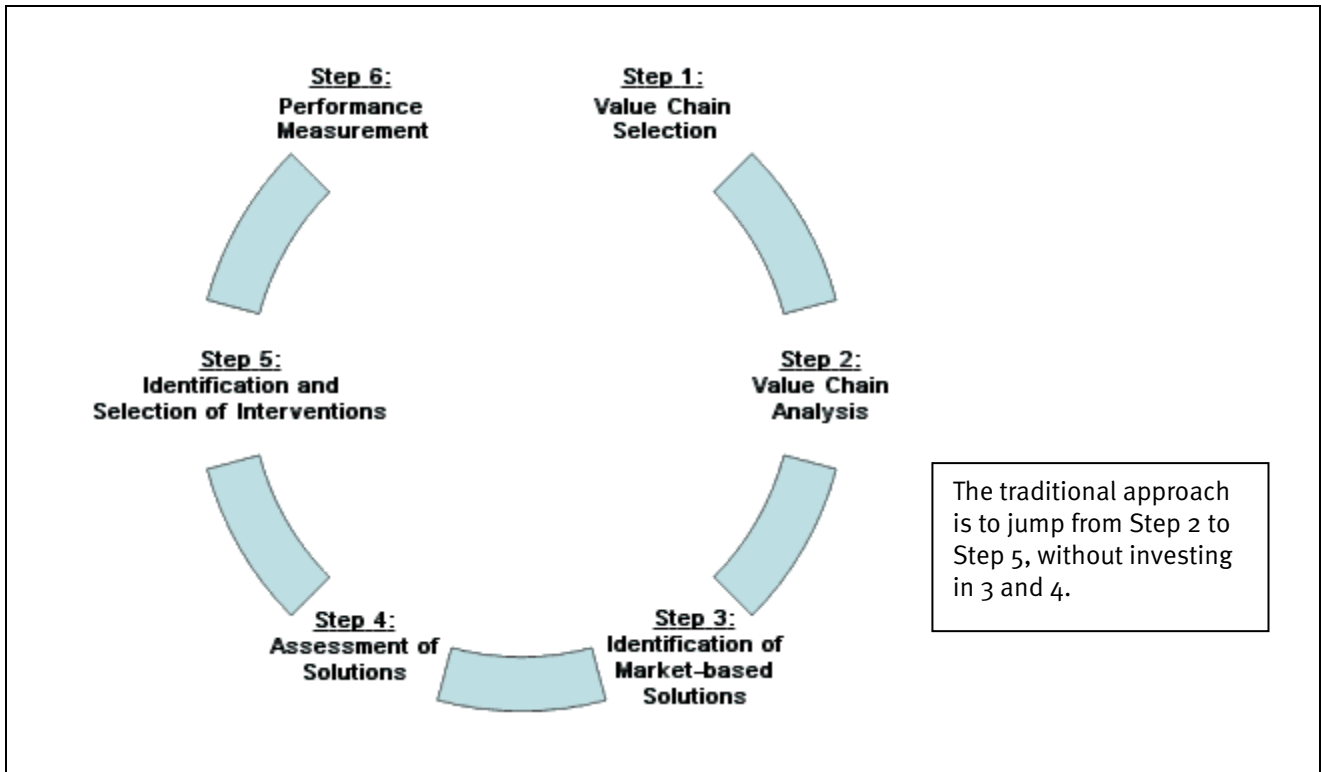 Step 1:
Value Chain
Selection
Step 2:
Value Chain
Analysis
Step 3:
Identification of
Market-based
Solutions
Step 4:
Assessment of
Solutions
Step 5:
Identification and
Selection of Interventions
Step 6:
Performance
Measurement
The traditional approach
is to jump from Step 2 to
Step 5, without investing
in 3 and 4.